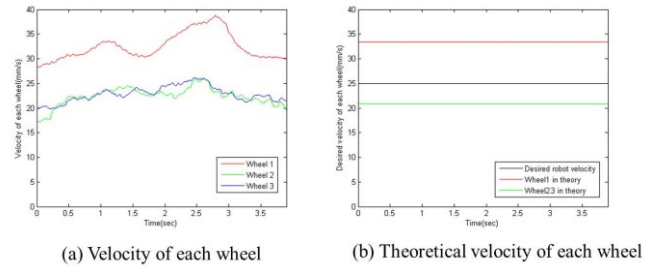 40
35
30
25
20
15
10
5
0
Velocity of each wheel(mm/s)
Wheel 1
Wheel 2
Wheel 3
0 0.5 1 1.5 2 2.5 3 3.5
Time(sec)
(a) Velocity of each wheel
40
35
30
25
20
15
10
5
0
Desired velocity of each wheel(mm/s)
Desired robot velocity
Wheel1 in theory
Wheel2.3 in theory
0 0.5 1 1.5 2 2.5 3 3.5
Time(sec)
(b) Theoretical velocity of each wheel